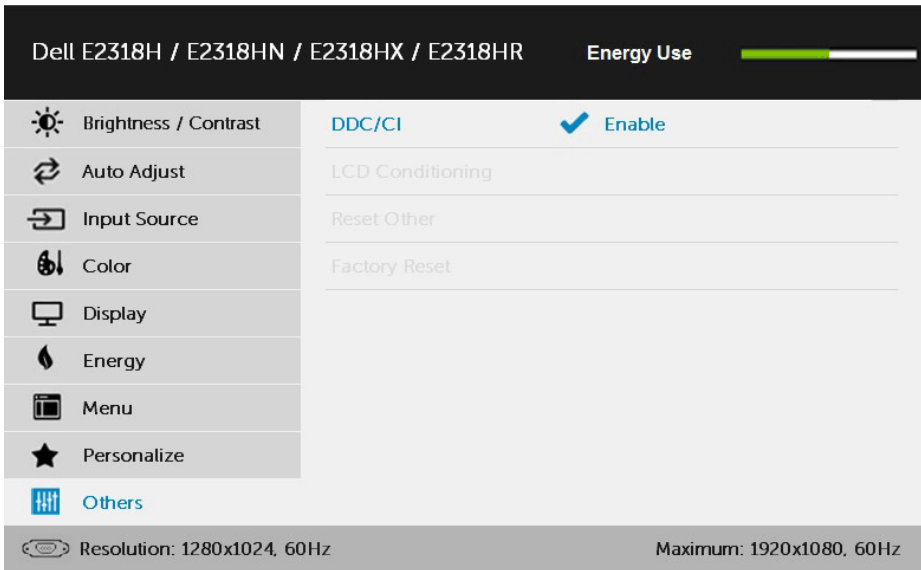 Dell E2318H / E2318HN / E2318HX / E2318HR Energy Use
Brightness / Contrast DDC/CI Enable
Auto Adjust LCD Conditioning
Input Source Reset Other
Color Factory Reset
Display
Energy
Menu
Personalize
Others
Resolution: 1280x1024, 60Hz Maximum: 1920x1080, 60Hz